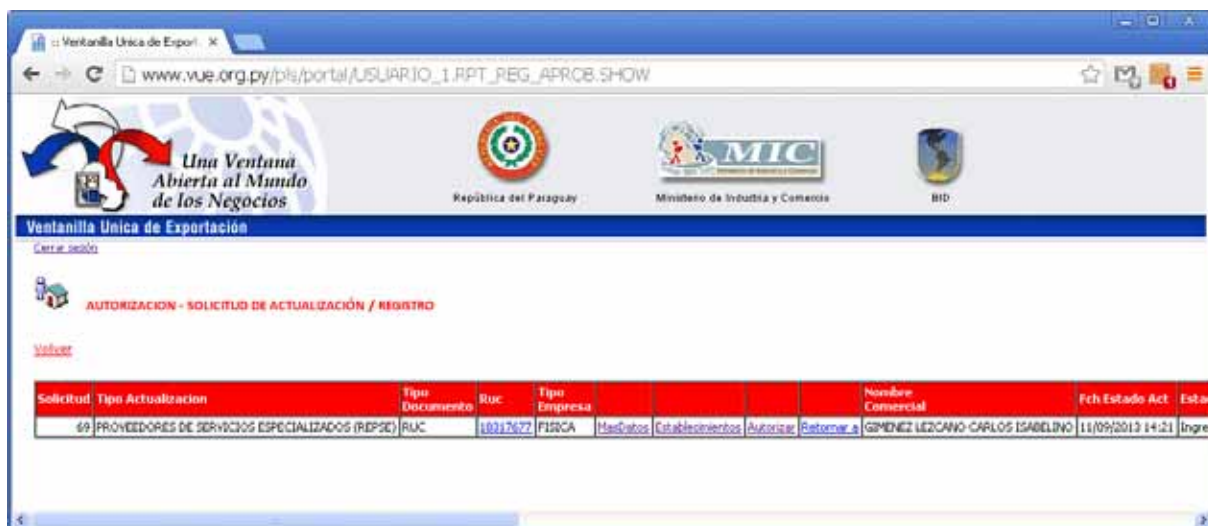 :: Ventanilla Unica de Export
www.vue.org.py/pls/portal/USUARIO_1.RPT_REG_APROB.SHOW
Una Ventana
Abierta al Mundo
de los Negocios
República del Paraguay
MIC
Ministerio de Industria y Comercio
BID
Ventanilla Unica de Exportación
Cerrar sesión
AUTORIZACION - SOLICITUD DE ACTUALIZACIÓN / REGISTRO
Volver
Solicitud Tipo Actualizacion Tipo Documento Ruc Tipo Empresa Nombre Comercial Fch Estado Act Esta
69 PROVEEDORES DE SERVICIOS ESPECIALIZADOS (REPSE) RUC 10317677 FISICA MasDatos Establecimientos Autorizar Retornar a GIMENEZ LEZCANO CARLOS ISABELINO 11/09/2013 14:21 Ingre